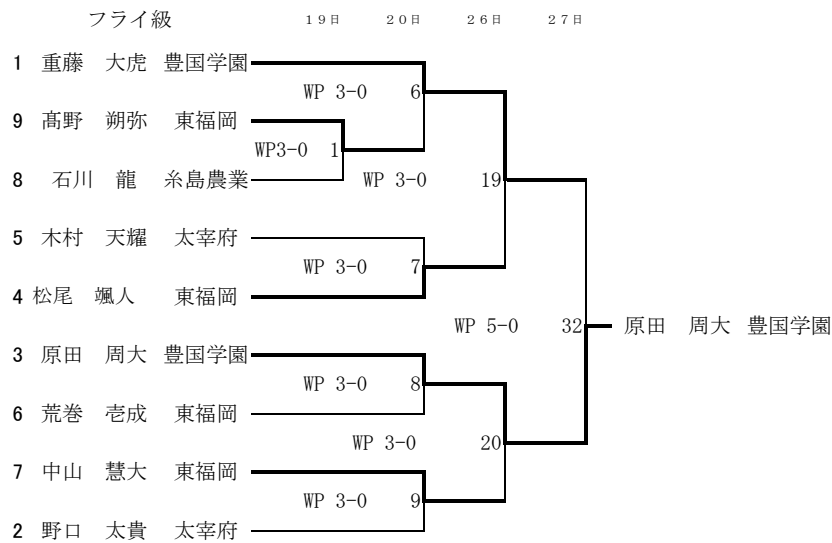 フライ級 19日 20日 26日 27日
1 重藤 大虎 豊国学園
WP 3-0 6
9 髙野 朔弥 東福岡
WP3-0 1
8 石川 龍 糸島農業 WP 3-0 19
5 木村 天耀 太宰府
WP 3-0 7
4 松尾 颯人 東福岡
WP 5-0 32 原田 周大 豊国学園
3 原田 周大 豊国学園
WP 3-0 8
6 荒巻 壱成 東福岡
WP 3-0 20
7 中山 慧大 東福岡
WP 3-0 9
2 野口 太貴 太宰府